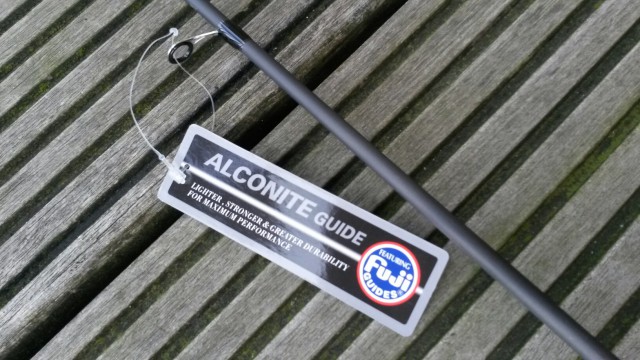 ALCONITE GUIDE
LIGHTER, STRONGER & GREATER DURABILITY
FOR MAXIMUM PERFORMANCE
FEATURING
Fuji
GUIDES